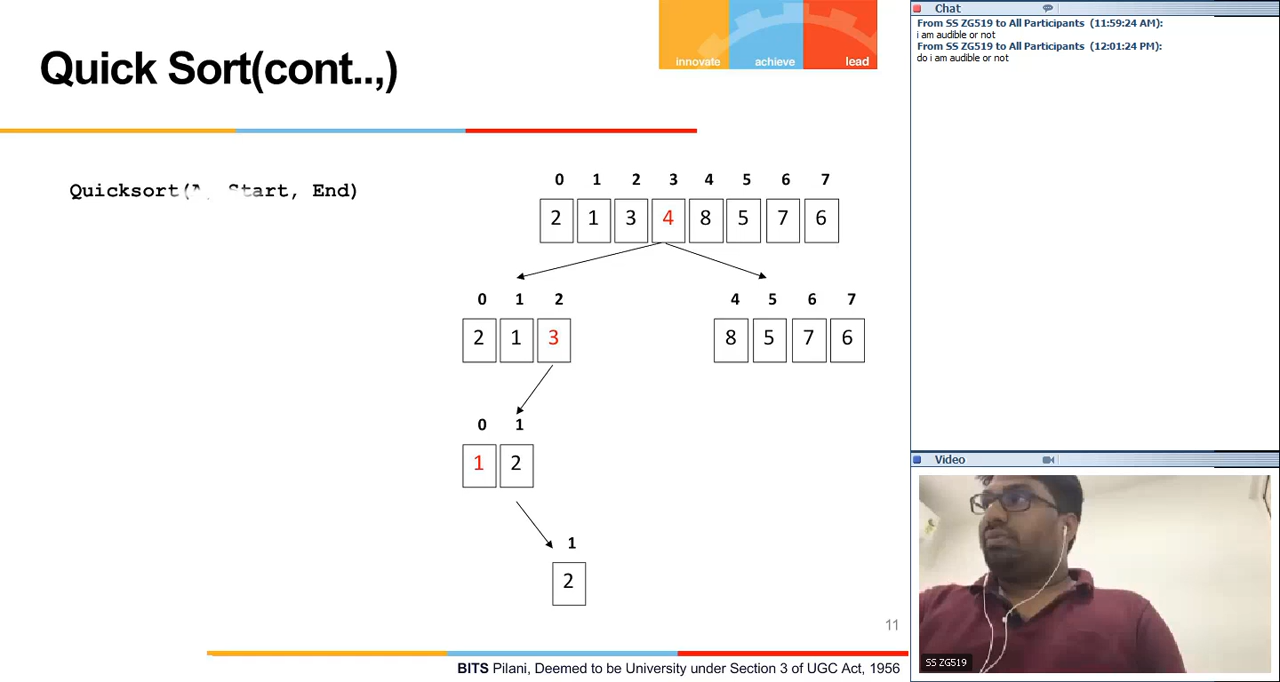 Quick Sort(cont..,)
innovate achieve lead
Quicksort(A, Start, End)
0 1 2 3 4 5 6 7
2 1 3 4 8 5 7 6
0 1 2 4 5 6 7
2 1 3 8 5 7 6
0 1
1 2
1
2
11
BITS Pilani, Deemed to be University under Section 3 of UGC Act, 1956
Chat
From SS ZG519 to All Participants (11:59:24 AM):
i am audible or not
From SS ZG519 to All Participants (12:01:24 PM):
do i am audible or not
Video
SS ZG519